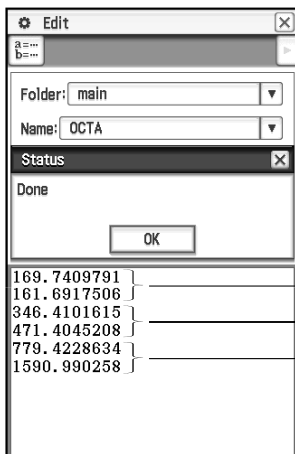 Edit
a=…
b=…
Folder: main
Name: OCTA
Status
Done
OK
169.7409791
161.6917506
346.4101615
471.4045208
779.4228634
1590.990258